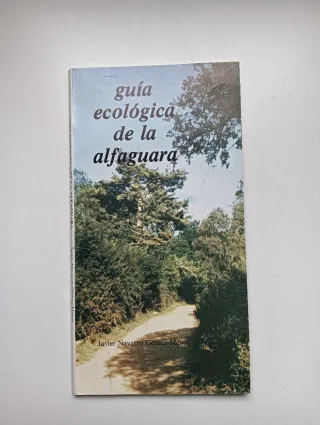 guía
ecológica
de la
alfaguara
Javier Navarro Gómez-Menor